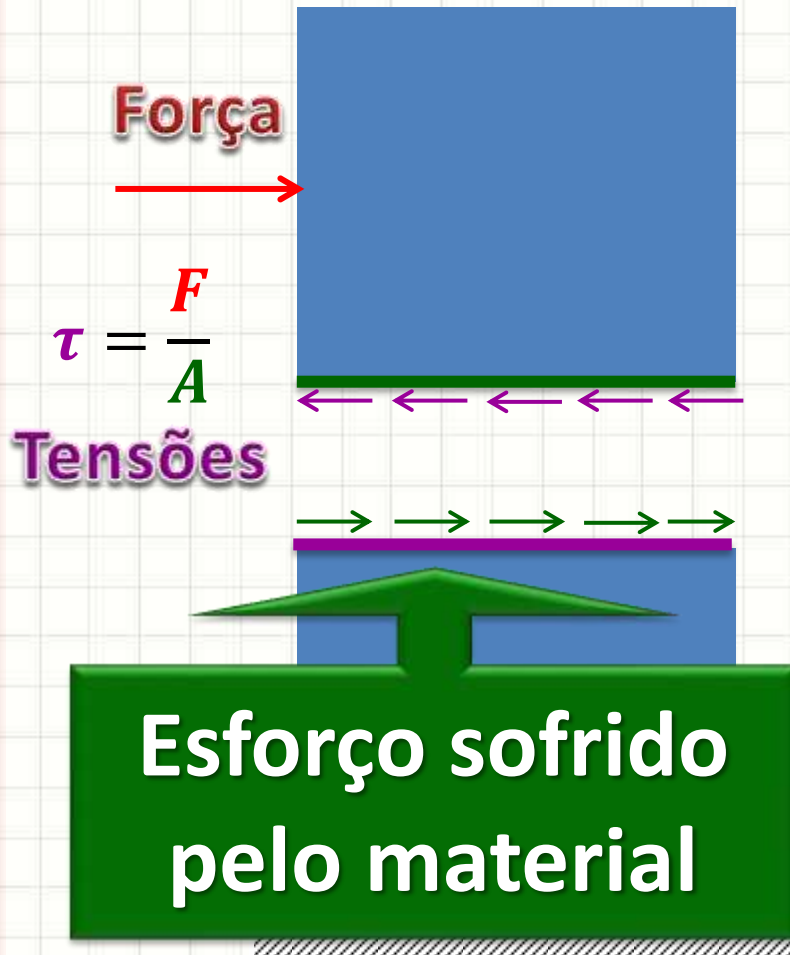 Força
τ = F/A
Tensões
Esforço sofrido
pelo material